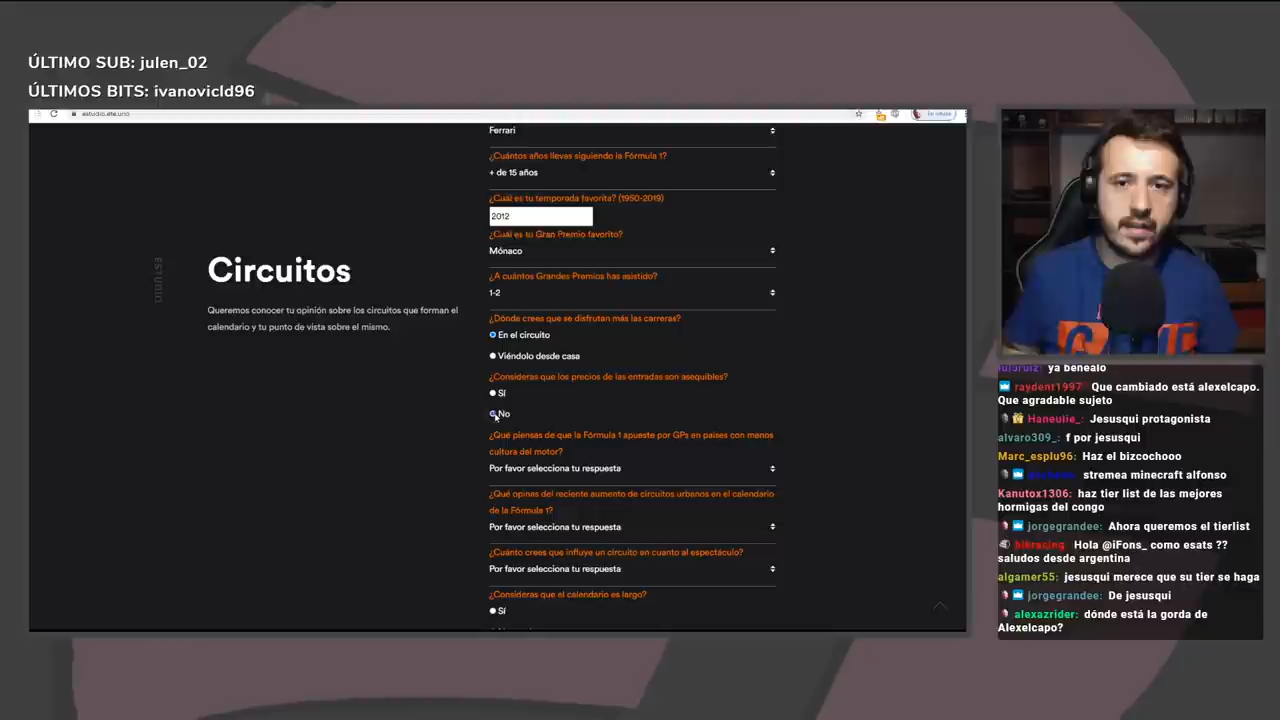 ÚLTIMO SUB: julen_02
ÚLTIMOS BITS: ivanovicld96
estudio.efe.uno
Ferrari
¿Cuántos años llevas siguiendo la Fórmula 1?
+ de 15 años
¿Cuál es tu temporada favorita? (1950-2019)
2012
¿Cuál es tu Gran Premio favorito?
Mónaco
¿A cuántos Grandes Premios has asistido?
1-2
¿Dónde crees que se disfrutan más las carreras?
En el circuito
Viéndolo desde casa
¿Consideras que los precios de las entradas son asequibles?
Sí
No
¿Qué piensas de que la Fórmula 1 apueste por GPs en países con menos
cultura del motor?
Por favor selecciona tu respuesta
¿Qué opinas del reciente aumento de circuitos urbanos en el calendario
de la Fórmula 1?
Por favor selecciona tu respuesta
¿Cuánto crees que influye un circuito en cuanto al espectáculo?
Por favor selecciona tu respuesta
¿Consideras que el calendario es largo?
Sí
ESTUDIO
Circuitos
Queremos conocer tu opinión sobre los circuitos que forman el
calendario y tu punto de vista sobre el mismo.
ya benealo
raydent1997 Que cambiado está alexelcapo.
Que agradable sujeto
Haneulie_: Jesusqui protagonista
alvaro309_: f por jesusqui
Marc_esplu96: Haz el bizcochooo
stremea minecraft alfonso
Kanutox1306: haz tier list de las mejores
hormigas del congo
jorgegrandee: Ahora queremos el tierlist
Hola @iFons_ como esats ??
saludos desde argentina
algamer55: jesusqui merece que su tier se haga
jorgegrandee: De jesusqui
alexazrider: dónde está la gorda de
Alexelcapo?